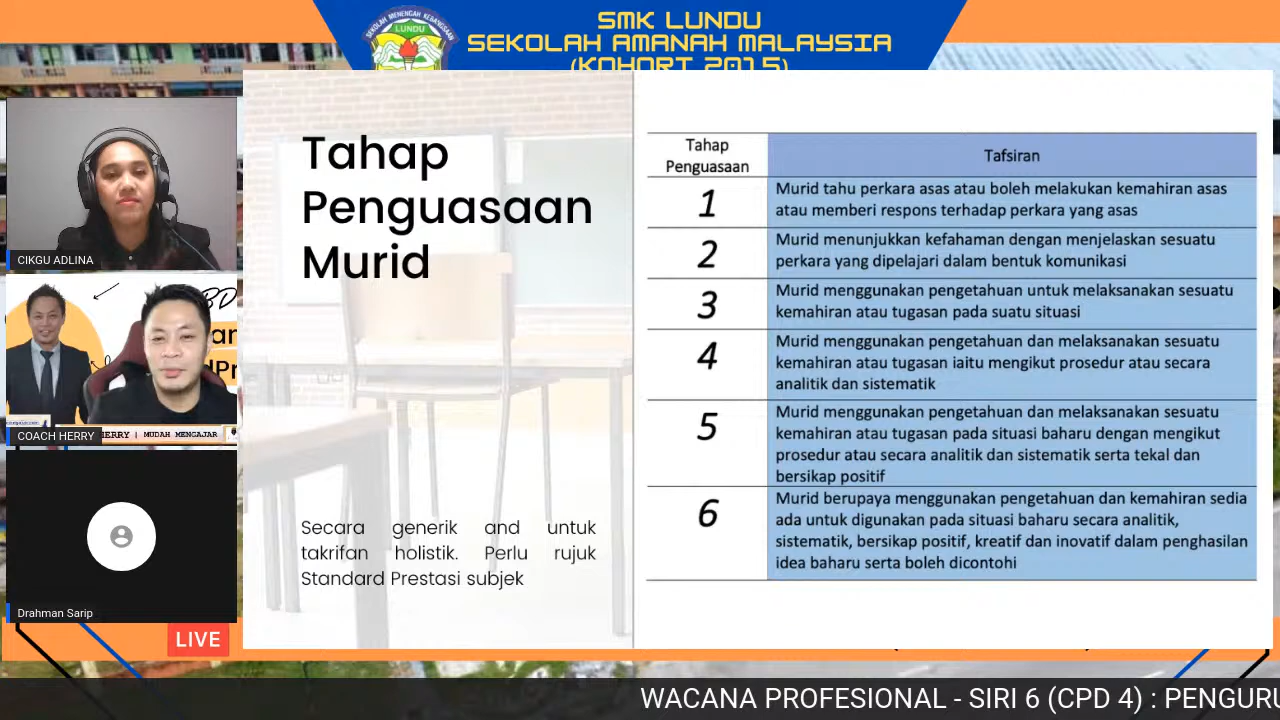 SMK LUNDU
SEKOLAH AMANAH MALAYSIA
(KOHORT 2015)
SEKOLAH MENENGAH KEBANGSAAN
LUNDU
CIKGU ADLINA
COACH HERRY
HERRY | MUDAH MENGAJAR
Drahman Sarip
LIVE
Tahap
Penguasaan
Murid
Secara generik and untuk
takrifan holistik. Perlu rujuk
Standard Prestasi subjek
Tahap
Penguasaan
Tafsiran
1
Murid tahu perkara asas atau boleh melakukan kemahiran asas
atau memberi respons terhadap perkara yang asas
2
Murid menunjukkan kefahaman dengan menjelaskan sesuatu
perkara yang dipelajari dalam bentuk komunikasi
3
Murid menggunakan pengetahuan untuk melaksanakan sesuatu
kemahiran atau tugasan pada suatu situasi
4
Murid menggunakan pengetahuan dan melaksanakan sesuatu
kemahiran atau tugasan iaitu mengikut prosedur atau secara
analitik dan sistematik
5
Murid menggunakan pengetahuan dan melaksanakan sesuatu
kemahiran atau tugasan pada situasi baharu dengan mengikut
prosedur atau secara analitik dan sistematik serta tekal dan
bersikap positif
6
Murid berupaya menggunakan pengetahuan dan kemahiran sedia
ada untuk digunakan pada situasi baharu secara analitik,
sistematik, bersikap positif, kreatif dan inovatif dalam penghasilan
idea baharu serta boleh dicontohi
WACANA PROFESIONAL - SIRI 6 (CPD 4) : PENGURU